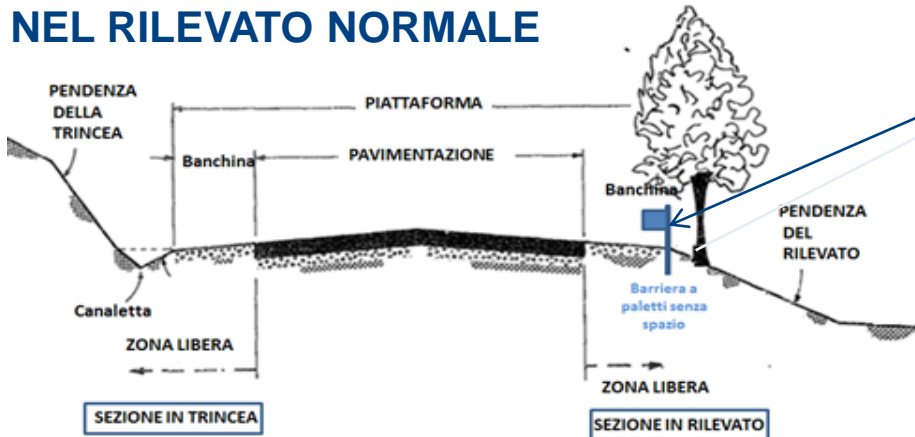 NEL RILEVATO NORMALE
PENDENZA
DELLA
TRINCEA
PIATTAFORMA
Banchina
PAVIMENTAZIONE
Banchina
PENDENZA
DEL
RILEVATO
Canaletta
Barriera a
paletti senza
spazio
ZONA LIBERA
ZONA LIBERA
SEZIONE IN TRINCEA
SEZIONE IN RILEVATO